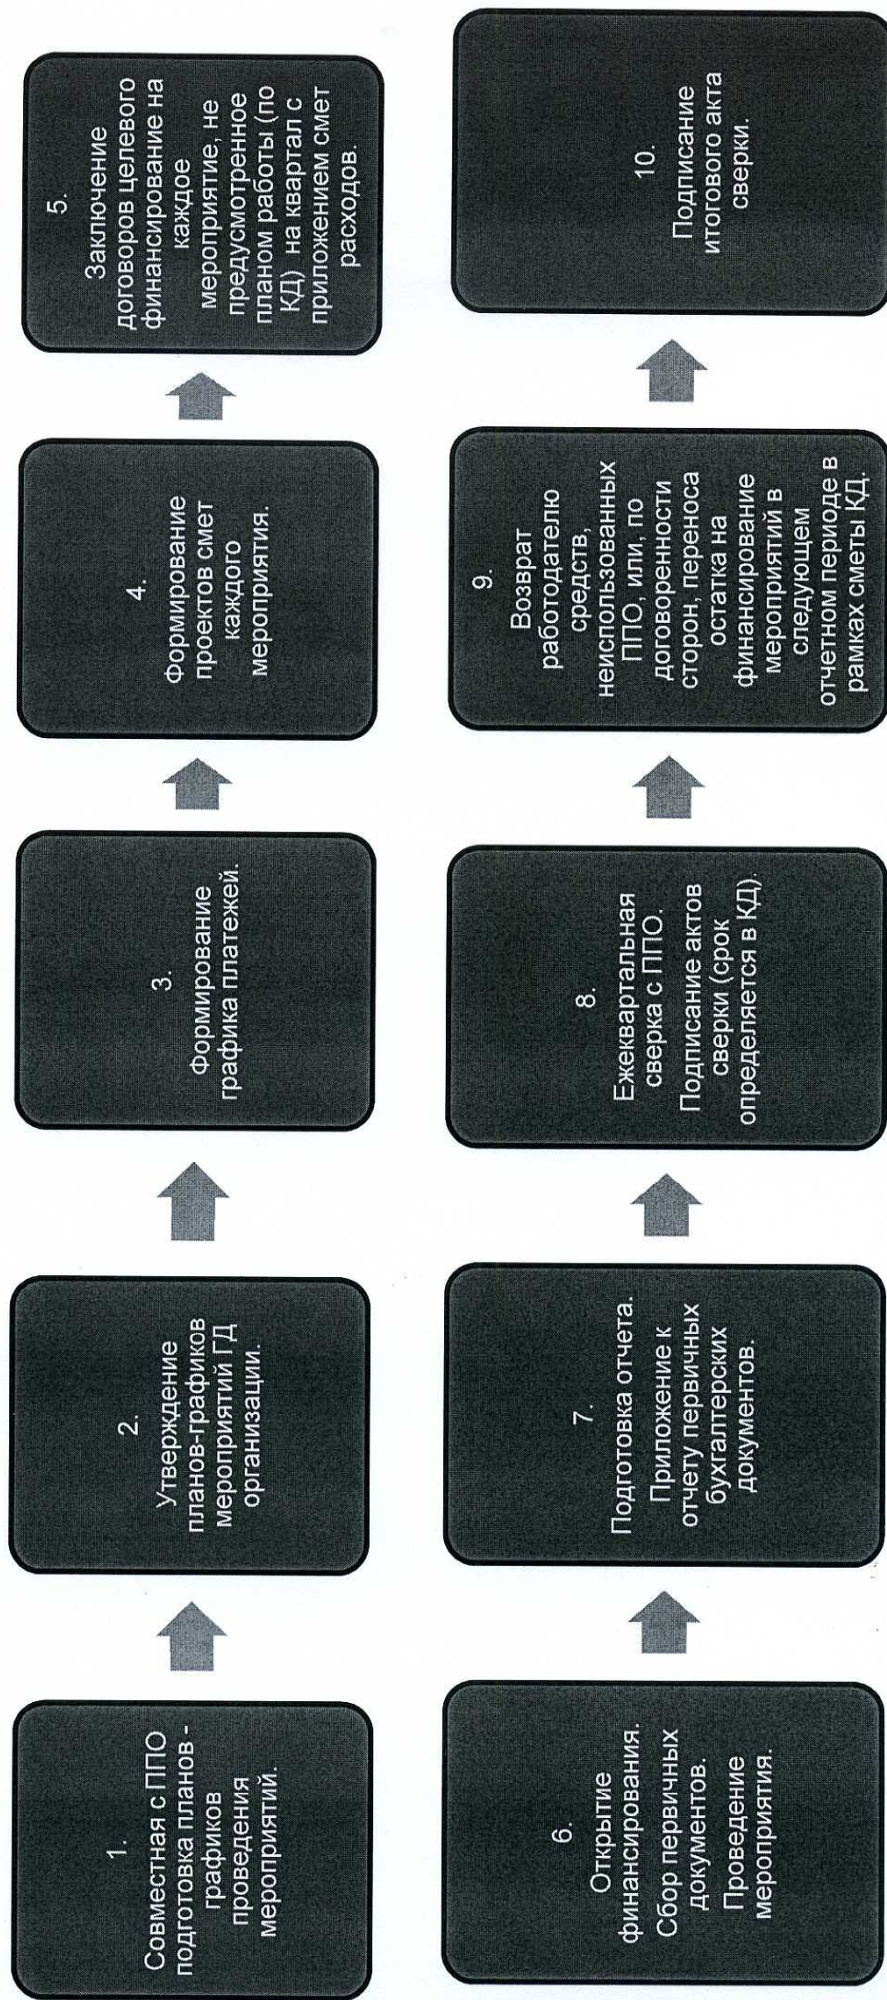 1.
Совместная с ППО
подготовка планов -
графиков
проведения
мероприятий.
2.
Утверждение
планов-графиков
мероприятий ГД
организации.
3.
Формирование
графика платежей.
4.
Формирование
проектов смет
каждого
мероприятия.
5.
Заключение
договоров целевого
финансирование на
каждое
мероприятие, не
предусмотренное
планом работы (по
КД) на квартал с
приложением смет
расходов.
6.
Открытие
финансирования.
Сбор первичных
документов.
Проведение
мероприятия.
7.
Подготовка отчета.
Приложение к
отчету первичных
бухгалтерских
документов.
8.
Ежеквартальная
сверка с ППО.
Подписание актов
сверки (срок
определяется в КД).
9.
Возврат
работодателю
средств,
неиспользованных
ППО, или, по
договоренности
сторон, переноса
остатка на
финансирование
мероприятий в
следующем
отчетном периоде в
рамках сметы КД.
10.
Подписание
итогового акта
сверки.